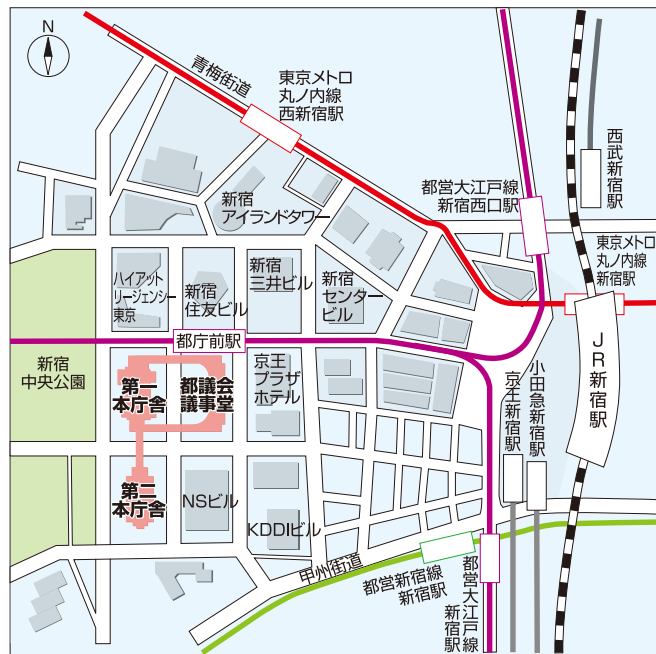 N
青梅街道
東京メトロ
丸ノ内線
西新宿駅
西武新宿駅
都営大江戸線
新宿西口駅
新宿
アイランドタワー
東京メトロ
丸ノ内線
新宿駅
ハイアット
リージェンシー
東京
新宿
住友ビル
新宿
三井ビル
新宿
センター
ビル
都庁前駅
JR新宿駅
新宿
中央公園
第一
本庁舎
都議会
議事堂
京王
プラザ
ホテル
小田急新宿駅
京王新宿駅
第二
本庁舎
NSビル
KDDIビル
甲州街道
都営新宿線
新宿駅
都営大江戸線
新宿駅